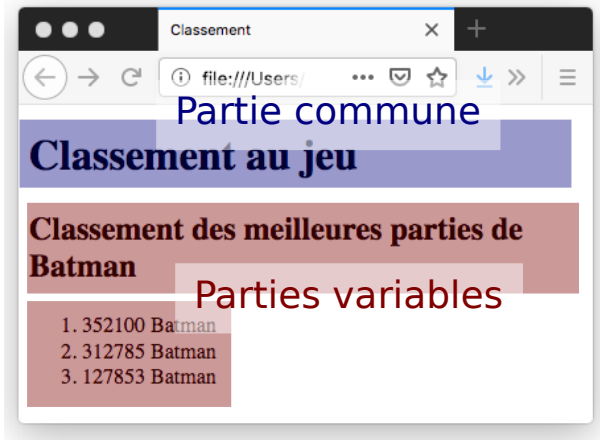 Classement
file:///Users/
Partie commune
Classement au jeu
Classement des meilleures parties de
Batman
Parties variables
1. 352100 Batman
2. 312785 Batman
3. 127853 Batman